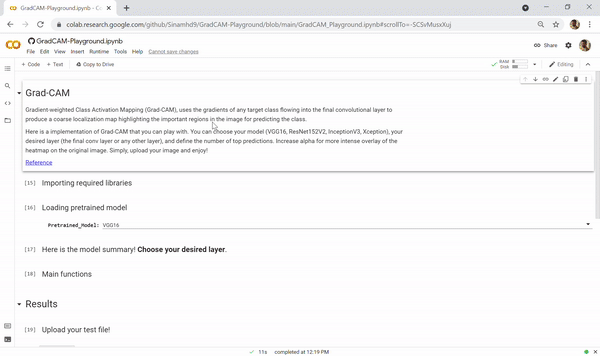 GradCAM-Playground.ipynb - C
colab.research.google.com/github/Sinamhd9/GradCAM-Playground/blob/main/GradCAM_Playground.ipynb#scrollTo=-SCSvMusxXuj
GradCAM-Playground.ipynb
File Edit View Insert Runtime Tools Help Cannot save changes
Share
+ Code + Text Copy to Drive
RAM
Disk
Editing
Grad-CAM
Gradient-weighted Class Activation Mapping (Grad-CAM), uses the gradients of any target class flowing into the final convolutional layer to
produce a coarse localization map highlighting the important regions in the image for predicting the class.
Here is a implementation of Grad-CAM that you can play with. You can choose your model (VGG16, ResNet152V2, InceptionV3, Xception), your
desired layer (the final conv layer or any other layer), and define the number of top predictions. Increase alpha for more intense overlay of the
heatmap on the original image. Simply, upload your image and enjoy!
Reference
[15] Importing required libraries
[16] Loading pretrained model
Pretrained_Model: VGG16
[17] Here is the model summary! Choose your desired layer.
[18] Main functions
Results
[19] Upload your test file!
11s completed at 12:19 PM